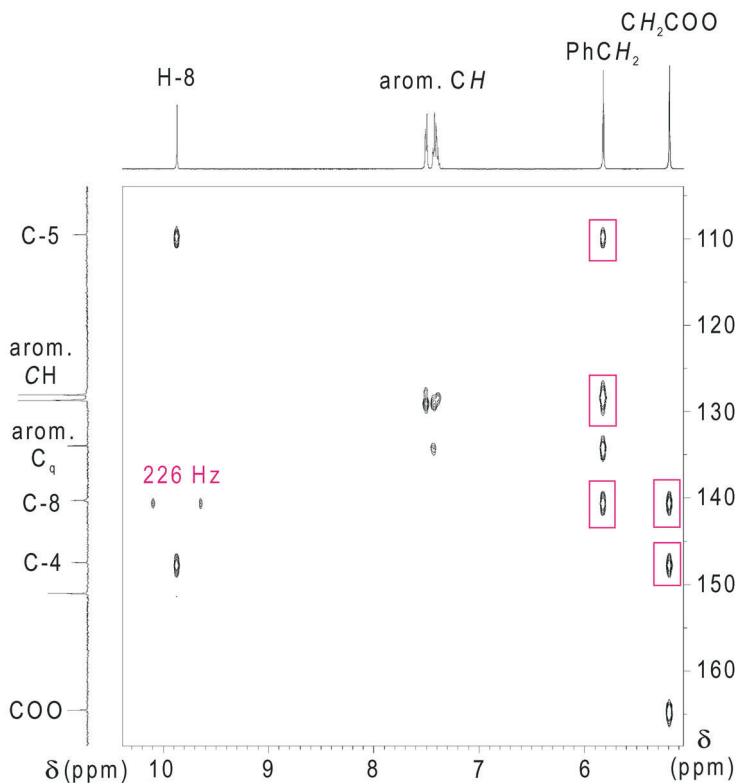 CH₂COO
PhCH₂
H-8
arom. CH
C-5
110
120
arom.
CH
130
arom.
Cq
226 Hz
C-8
140
C-4
150
160
COO
δ
δ (ppm) 10 9 8 7 6 (ppm)